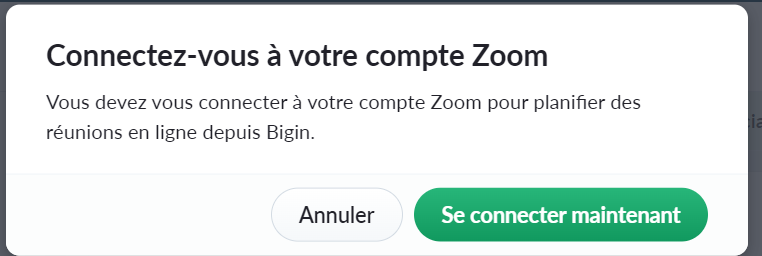 Connectez-vous à votre compte Zoom
Vous devez vous connecter à votre compte Zoom pour planifier des
réunions en ligne depuis Bigin.
Annuler
Se connecter maintenant